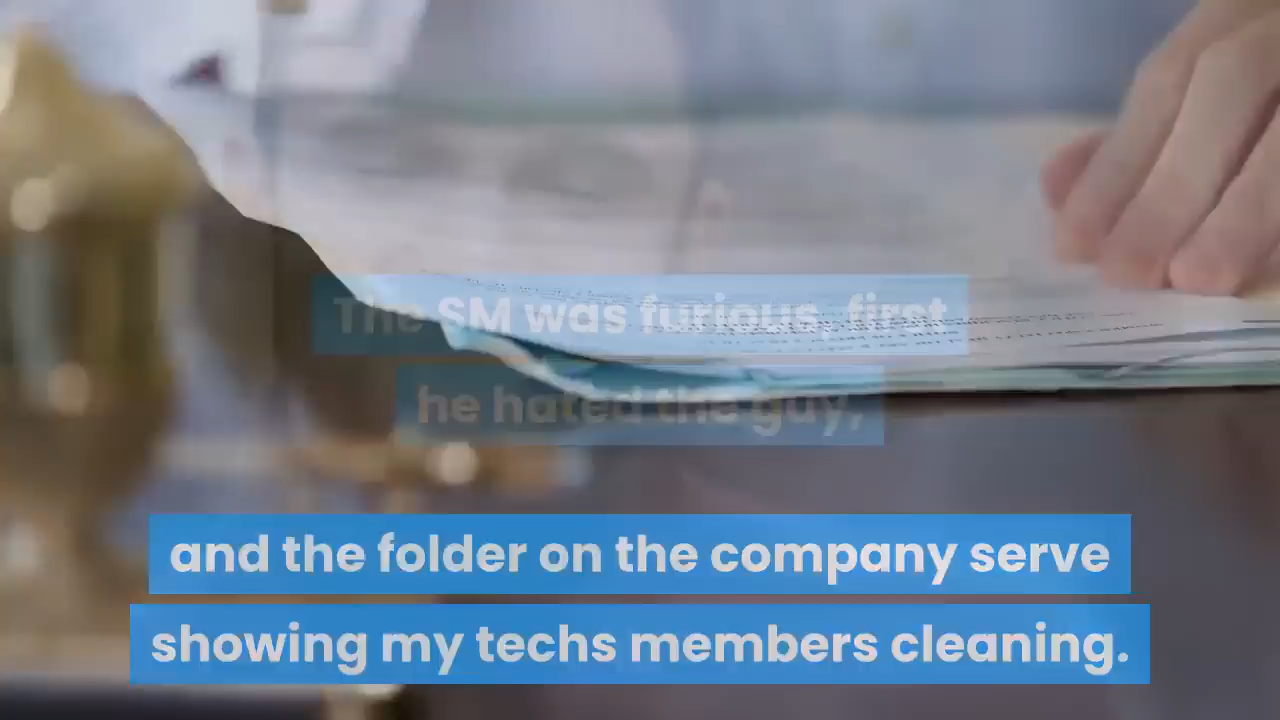 The SM was furious, first
he hated the guy,
and the folder on the company serve
showing my techs members cleaning.